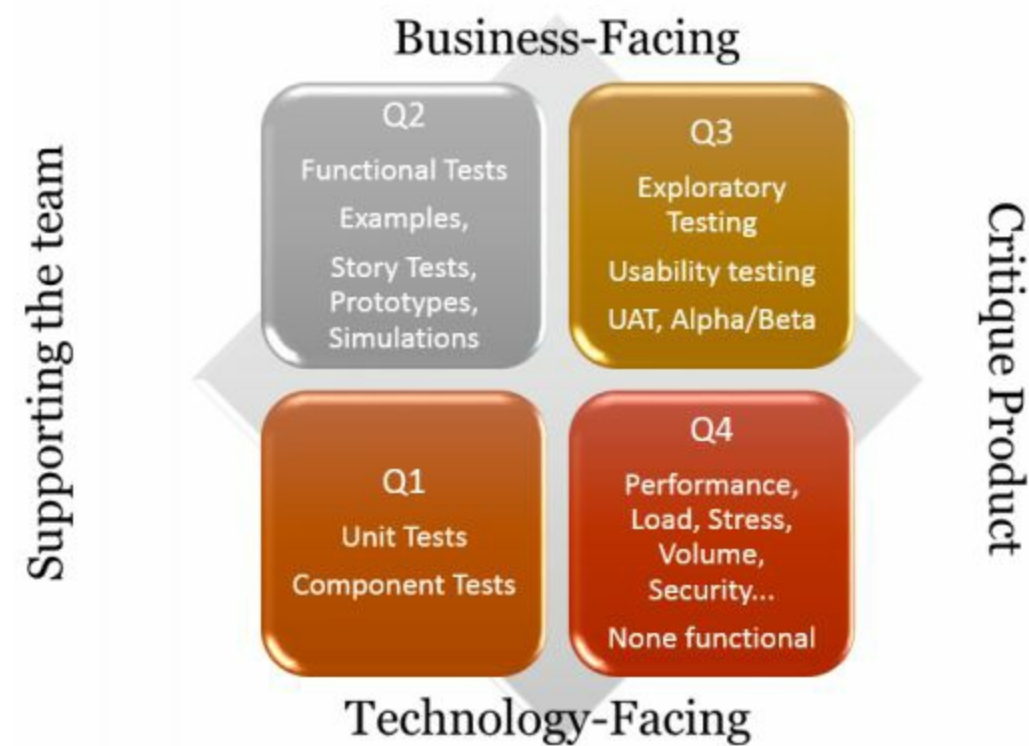 Business-Facing
Supporting the team
Q2
Functional Tests
Examples,
Story Tests,
Prototypes,
Simulations
Q3
Exploratory
Testing
Usability testing
UAT, Alpha/Beta
Critique Product
Q1
Unit Tests
Component Tests
Q4
Performance,
Load, Stress,
Volume,
Security...
None functional
Technology-Facing